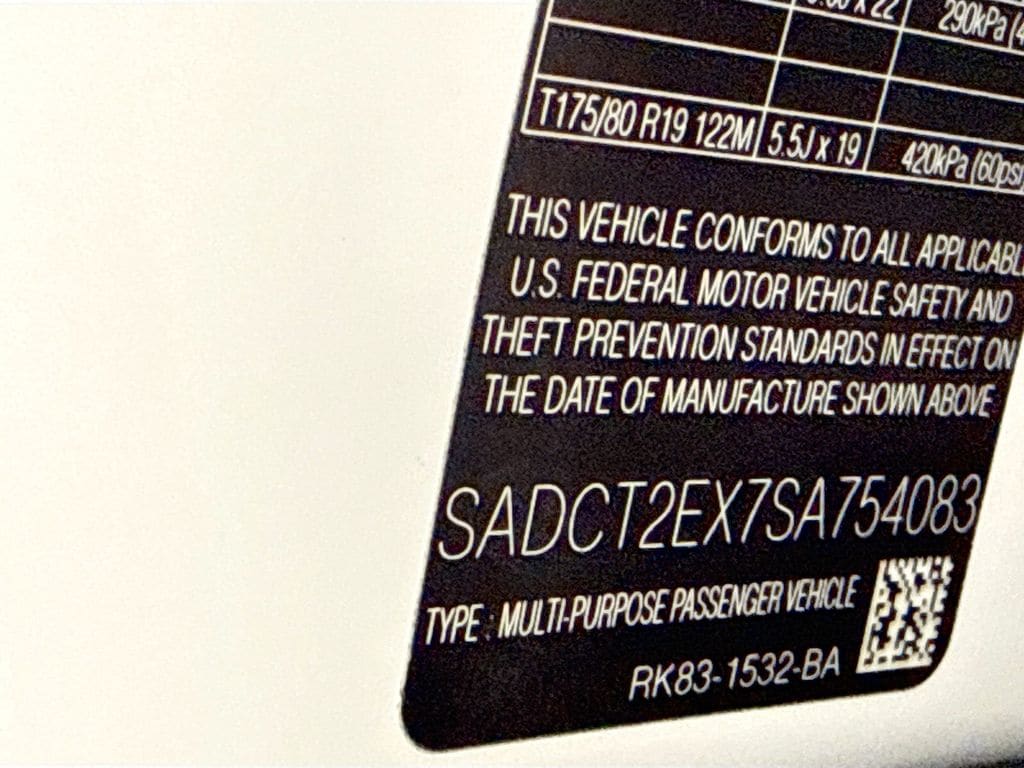 x 22 290kPa (4
T175/80 R19 122M 5.5J x 19 420kPa (60psi
THIS VEHICLE CONFORMS TO ALL APPLICABL
U.S. FEDERAL MOTOR VEHICLE SAFETY AND
THEFT PREVENTION STANDARDS IN EFFECT ON
THE DATE OF MANUFACTURE SHOWN ABOVE
SADCT2EX7SA754083
TYPE : MULTI-PURPOSE PASSENGER VEHICLE
RK83-1532-BA